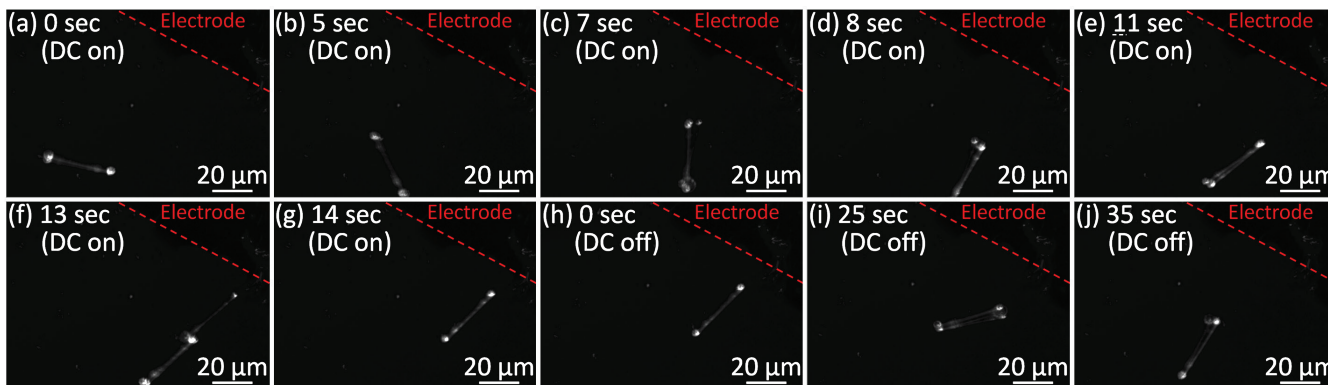 (a) 0 sec
(DC on)
Electrode
20 μm
(b) 5 sec
(DC on)
Electrode
20 μm
(c) 7 sec
(DC on)
Electrode
20 μm
(d) 8 sec
(DC on)
Electrode
20 μm
(e) 11 sec
(DC on)
Electrode
20 μm
(f) 13 sec
(DC on)
Electrode
20 μm
(g) 14 sec
(DC on)
Electrode
20 μm
(h) 0 sec
(DC off)
Electrode
20 μm
(i) 25 sec
(DC off)
Electrode
20 μm
(j) 35 sec
(DC off)
Electrode
20 μm